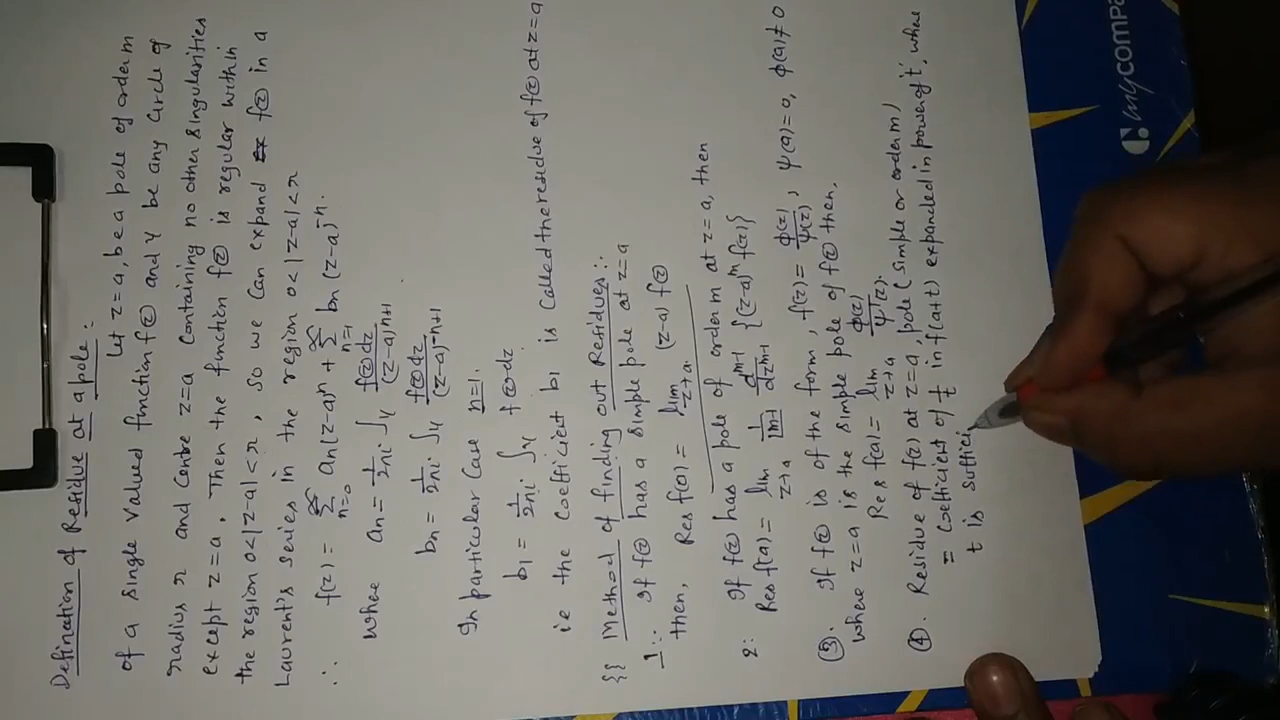 Defination of Residue at a pole :
Let z=a, be a pole of order m
of a single valued function f(z) and γ be any circle of
radius r and centre z=a containing no other singularities
except z=a, Then the function f(z) is regular within
the region 0<|z-a|<r, so we can expand f(z) in a
Laurent's series in the region 0<|z-a|<r
∴ f(z) = ∑_{n=0}^{∞} an(z-a)^n + ∑_{n=1}^{∞} bn (z-a)^{-n}.
where an = 1/2πi ∫γ f(z)dz/(z-a)^{n+1}
bn = 1/2πi ∫γ f(z)dz/(z-a)^{-n+1}
In particular case n=1.
b1 = 1/2πi ∫γ f(z)dz.
ie the coefficient b1 is called the residue of f(z) at z=a
{{ Method of finding out Residues :-
1:- If f(z) has a simple pole at z=a
then, Res f(a) = lim_{z→a} (z-a) f(z)
2: If f(z) has a pole of order m at z=a, then
Res f(a) = lim_{z→a} 1/|m-1 d^{m-1}/dz^{m-1} {(z-a)^m f(z)}
③. If f(z) is of the form, f(z) = φ(z)/ψ(z), ψ(a)=0, φ(a)≠0
where z=a is the simple pole of f(z) then,
Res f(a) = lim_{z→a} φ(z)/ψ'(z).
④. Residue of f(z) at z=a, pole (simple or order m)
= coefficient of 1/t in f(a+t) expanded in power of 't', where
t is suffici
mycompa